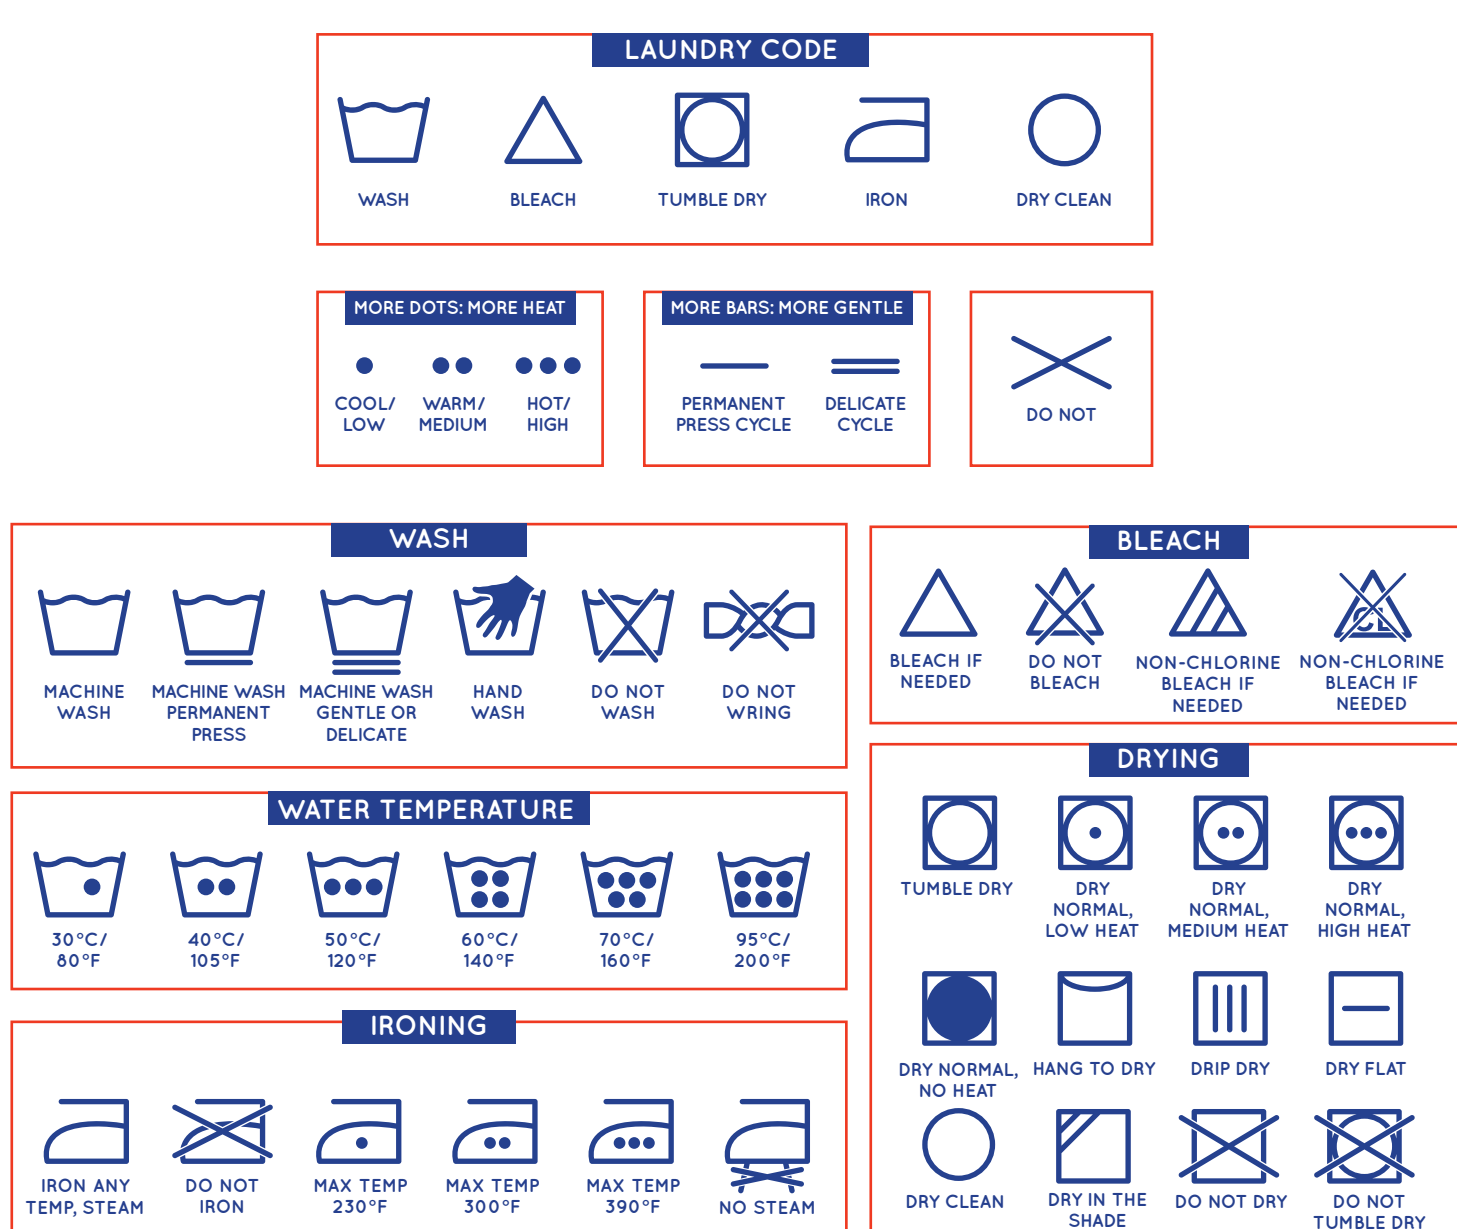 LAUNDRY CODE
WASH
BLEACH
TUMBLE DRY
IRON
DRY CLEAN
MORE DOTS: MORE HEAT
COOL/
LOW
WARM/
MEDIUM
HOT/
HIGH
MORE BARS: MORE GENTLE
PERMANENT
PRESS CYCLE
DELICATE
CYCLE
DO NOT
WASH
MACHINE
WASH
MACHINE WASH
PERMANENT
PRESS
MACHINE WASH
GENTLE OR
DELICATE
HAND
WASH
DO NOT
WASH
DO NOT
WRING
BLEACH
CL
BLEACH IF
NEEDED
DO NOT
BLEACH
NON-CHLORINE
BLEACH IF
NEEDED
NON-CHLORINE
BLEACH IF
NEEDED
WATER TEMPERATURE
30°C/
80°F
40°C/
105°F
50°C/
120°F
60°C/
140°F
70°C/
160°F
95°C/
200°F
DRYING
TUMBLE DRY
DRY
NORMAL,
LOW HEAT
DRY
NORMAL,
MEDIUM HEAT
DRY
NORMAL,
HIGH HEAT
DRY NORMAL,
NO HEAT
HANG TO DRY
DRIP DRY
DRY FLAT
DRY CLEAN
DRY IN THE
SHADE
DO NOT DRY
DO NOT
TUMBLE DRY
IRONING
IRON ANY
TEMP, STEAM
DO NOT
IRON
MAX TEMP
230°F
MAX TEMP
300°F
MAX TEMP
390°F
NO STEAM